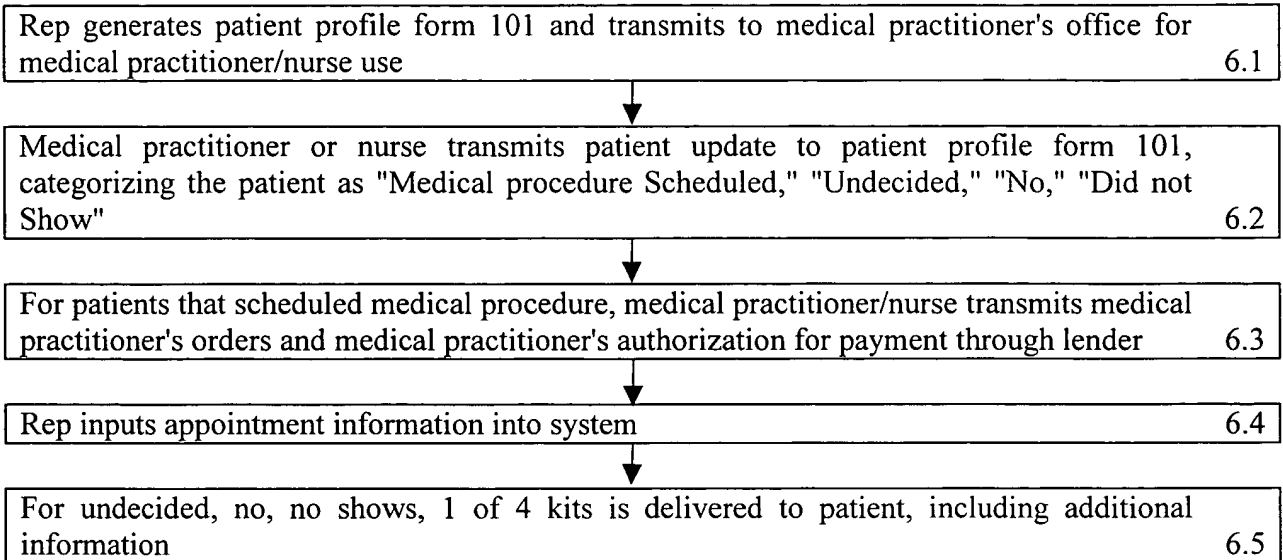 Rep generates patient profile form 101 and transmits to medical practitioner's office for
medical practitioner/nurse use 6.1
Medical practitioner or nurse transmits patient update to patient profile form 101,
categorizing the patient as "Medical procedure Scheduled," "Undecided," "No," "Did not
Show" 6.2
For patients that scheduled medical procedure, medical practitioner/nurse transmits medical
practitioner's orders and medical practitioner's authorization for payment through lender 6.3
Rep inputs appointment information into system 6.4
For undecided, no, no shows, 1 of 4 kits is delivered to patient, including additional
information 6.5